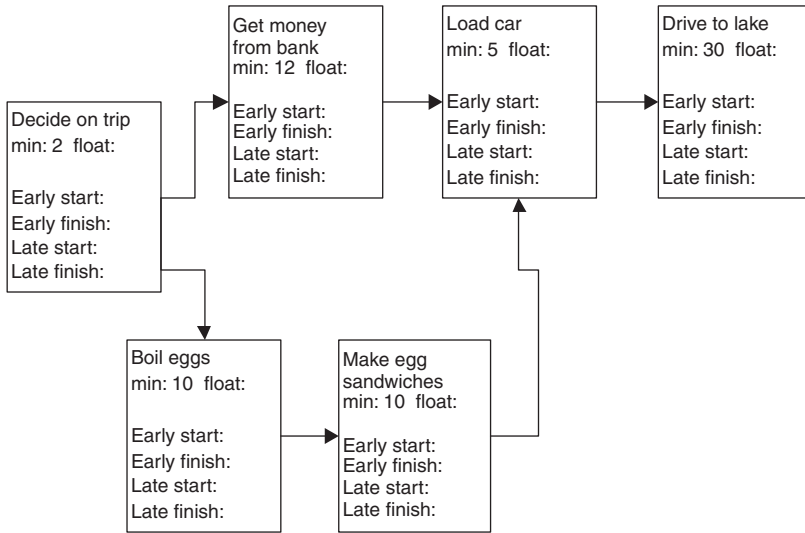 Decide on trip
min: 2 float:
Early start:
Early finish:
Late start:
Late finish:
Get money
from bank
min: 12 float:
Early start:
Early finish:
Late start:
Late finish:
Load car
min: 5 float:
Early start:
Early finish:
Late start:
Late finish:
Drive to lake
min: 30 float:
Early start:
Early finish:
Late start:
Late finish:
Boil eggs
min: 10 float:
Early start:
Early finish:
Late start:
Late finish:
Make egg
sandwiches
min: 10 float:
Early start:
Early finish:
Late start:
Late finish: